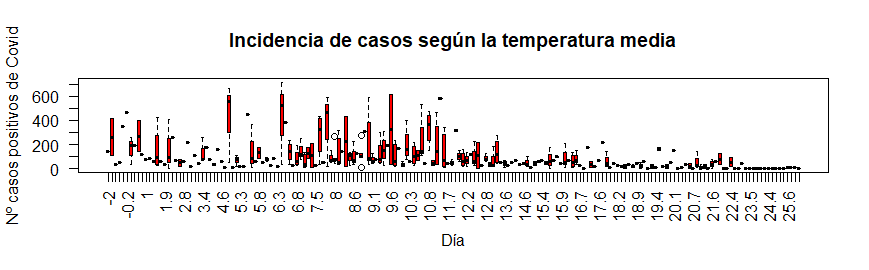 Incidencia de casos según la temperatura media
Nº casos positivos de Covid
600
400
200
0
-2 -0.2 1 1.9 2.8 3.4 4.6 5.3 5.8 6.3 6.8 7.5 8 8.6 9.1 9.6 10.3 10.8 11.7 12.2 12.8 13.6 14.6 15.4 15.9 16.7 17.6 18.2 18.9 19.4 20.1 20.7 21.6 22.4 23.5 24.4 25.6
Día